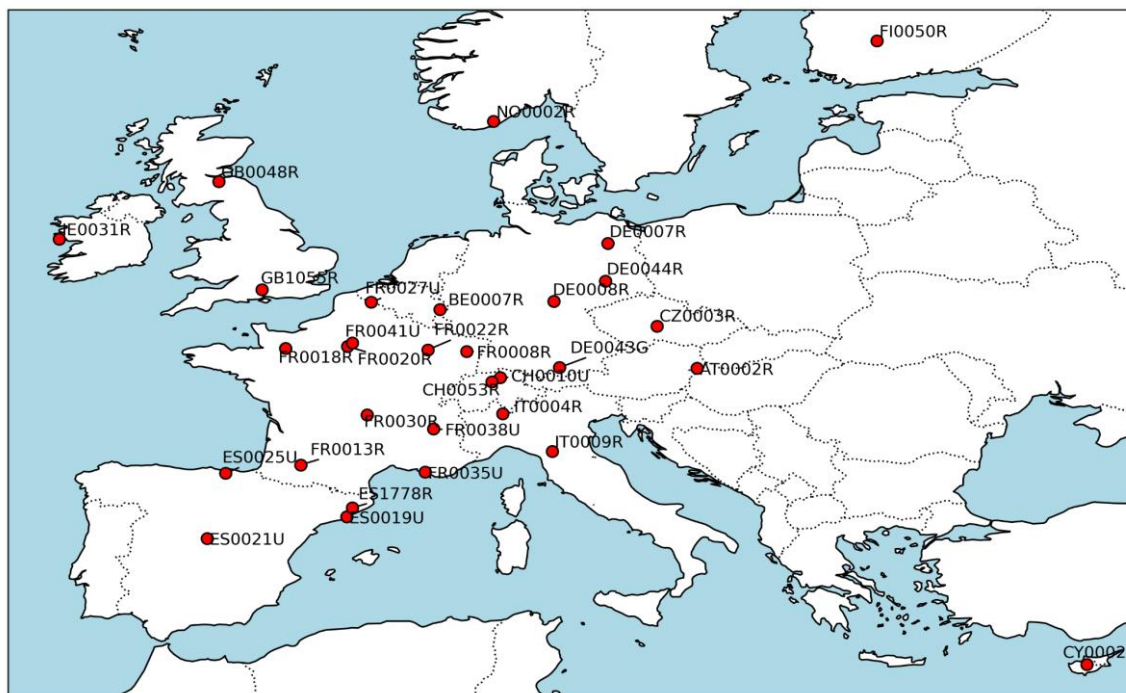 FI0050R
NO0002R
GB0048R
IE0031R
DE0007R
DE0044R
GB1055R
FR0027U
BE0007R
DE0008R
CZ0003R
FR0041U
FR0022R
FR0018R
FR0020R
FR0008R
DE0043G
CH0053R
CH0010U
AT0002R
FR0030R
IT0004R
FR0038U
FR0013R
IT0009R
ES0025U
FR0035U
ES1778R
ES0019U
ES0021U
CY0002